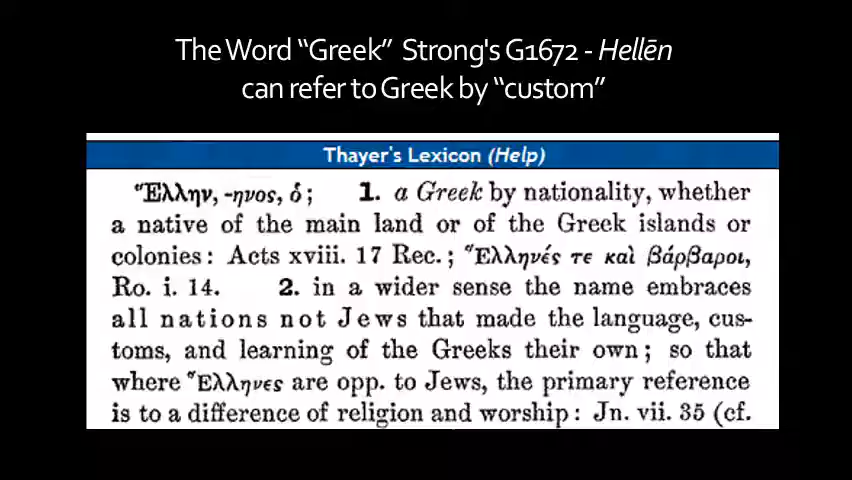 The Word “Greek” Strong's G1672 - Hellēn
can refer to Greek by “custom”
Thayer's Lexicon (Help)
Ἕλλην, -ηνος, ὁ; 1. a Greek by nationality, whether
a native of the main land or of the Greek islands or
colonies: Acts xviii. 17 Rec.; Ἕλληνές τε καὶ βάρβαροι,
Ro. i. 14. 2. in a wider sense the name embraces
all nations not Jews that made the language, cus-
toms, and learning of the Greeks their own; so that
where Ἕλληνες are opp. to Jews, the primary reference
is to a difference of religion and worship: Jn. vii. 35 (cf.